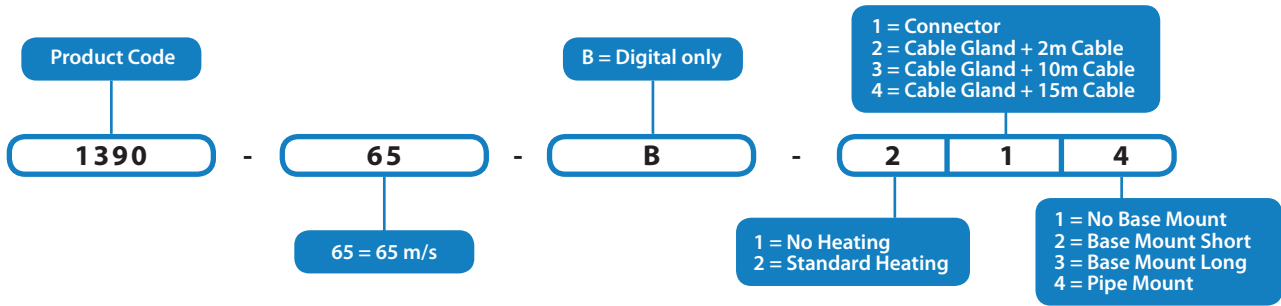 Product Code
B = Digital only
1 = Connector
2 = Cable Gland + 2m Cable
3 = Cable Gland + 10m Cable
4 = Cable Gland + 15m Cable
1390 - 65 - B - 2 1 4
65 = 65 m/s
1 = No Heating
2 = Standard Heating
1 = No Base Mount
2 = Base Mount Short
3 = Base Mount Long
4 = Pipe Mount